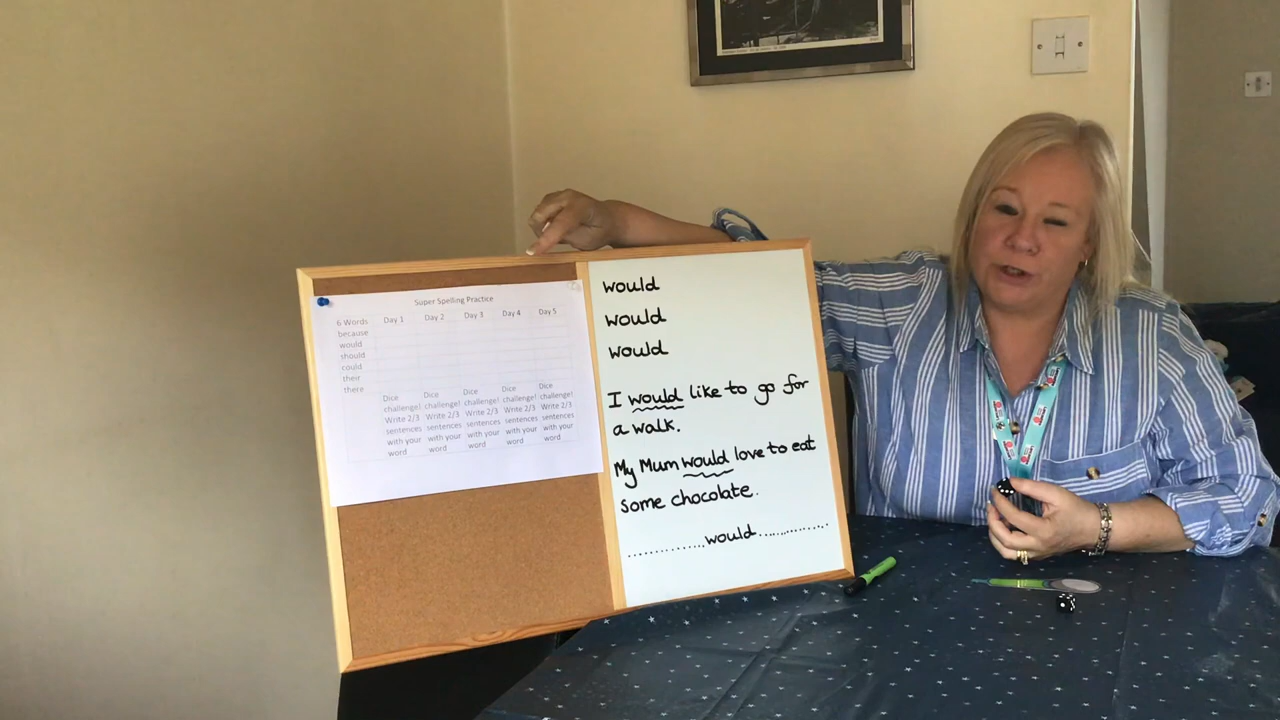 Super Spelling Practice
6 Words Day 1 Day 2 Day 3 Day 4 Day 5
because
would
should
could
their
there
Dice Dice Dice Dice Dice
challenge! challenge! challenge! challenge! challenge!
Write 2/3 Write 2/3 Write 2/3 Write 2/3 Write 2/3
sentences sentences sentences sentences sentences
with your with your with your with your with your
word word word word word
would
would
would
I would like to go for
a walk.
My Mum would love to eat
some chocolate.
.............would..............